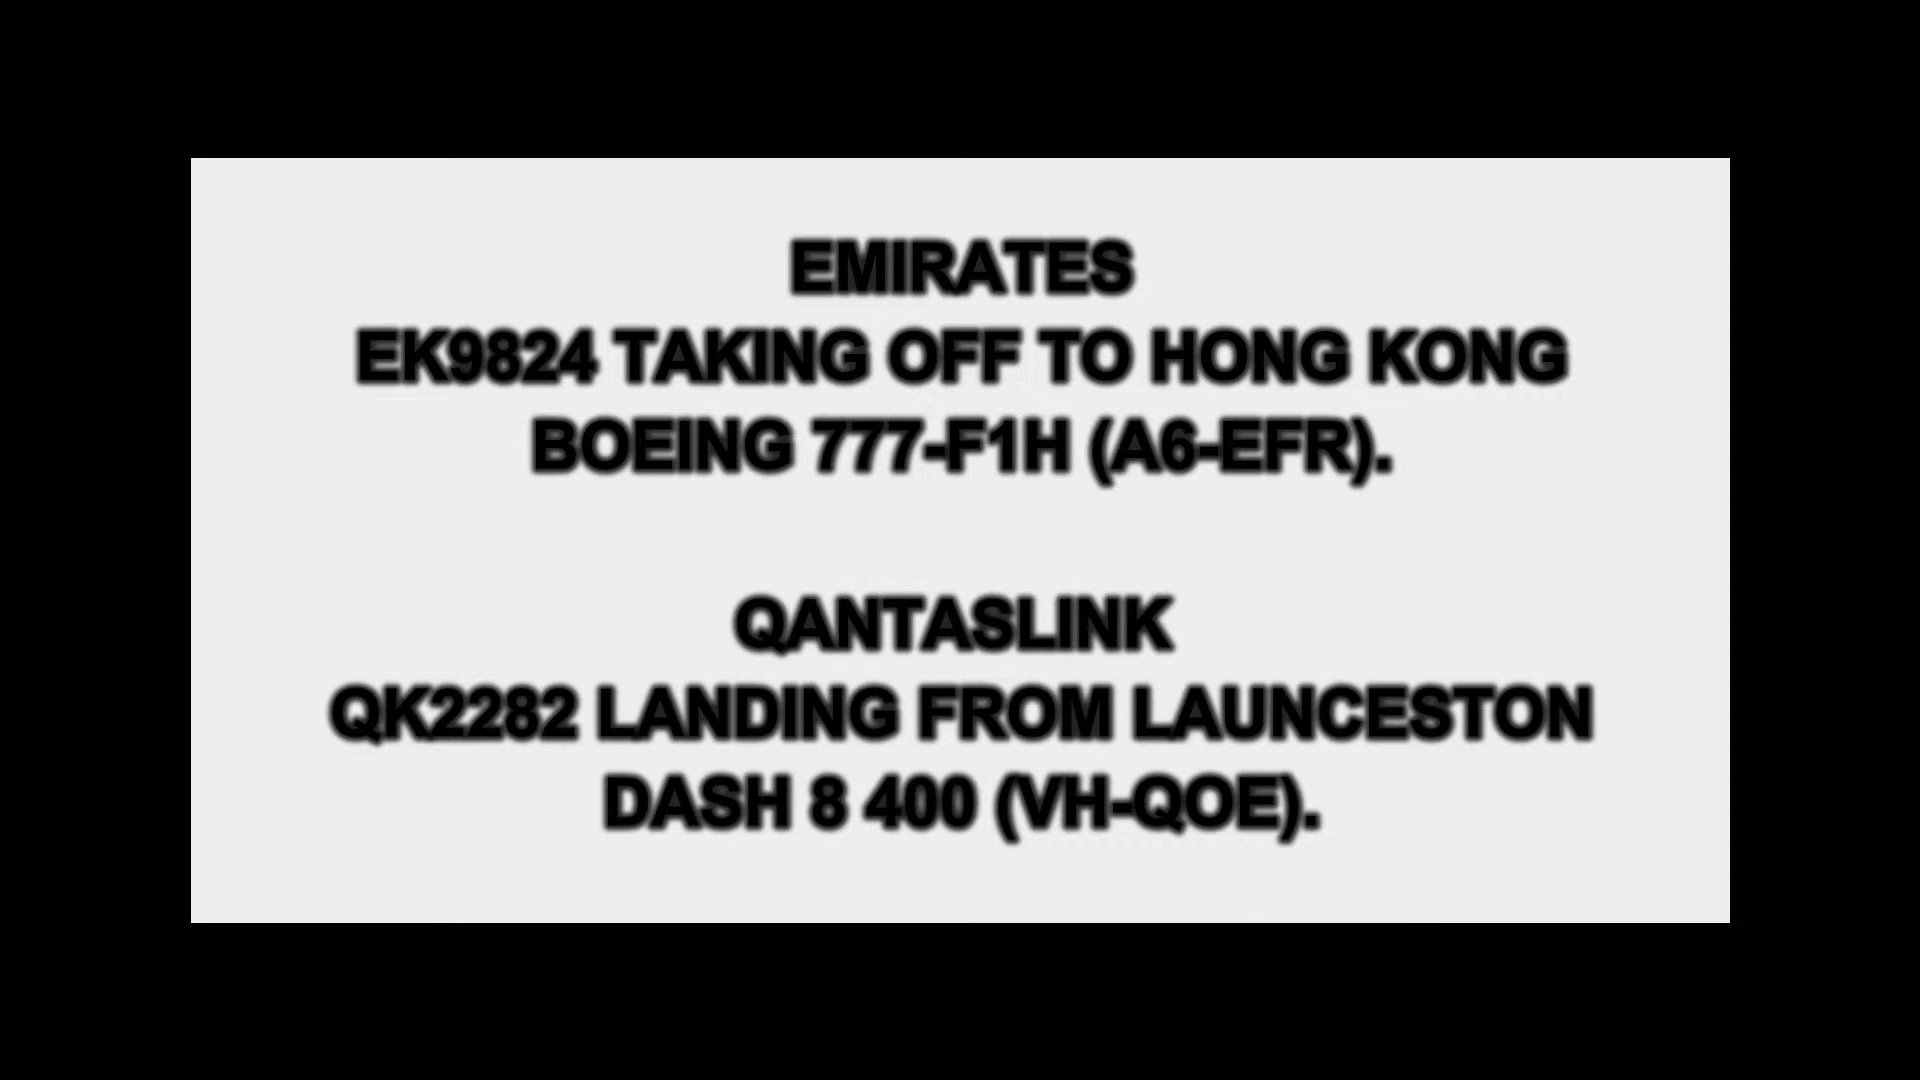 EMIRATES
EK9824 TAKING OFF TO HONG KONG
BOEING 777-F1H (A6-EFR).
QANTASLINK
QK2282 LANDING FROM LAUNCESTON
DASH 8 400 (VH-QOE).